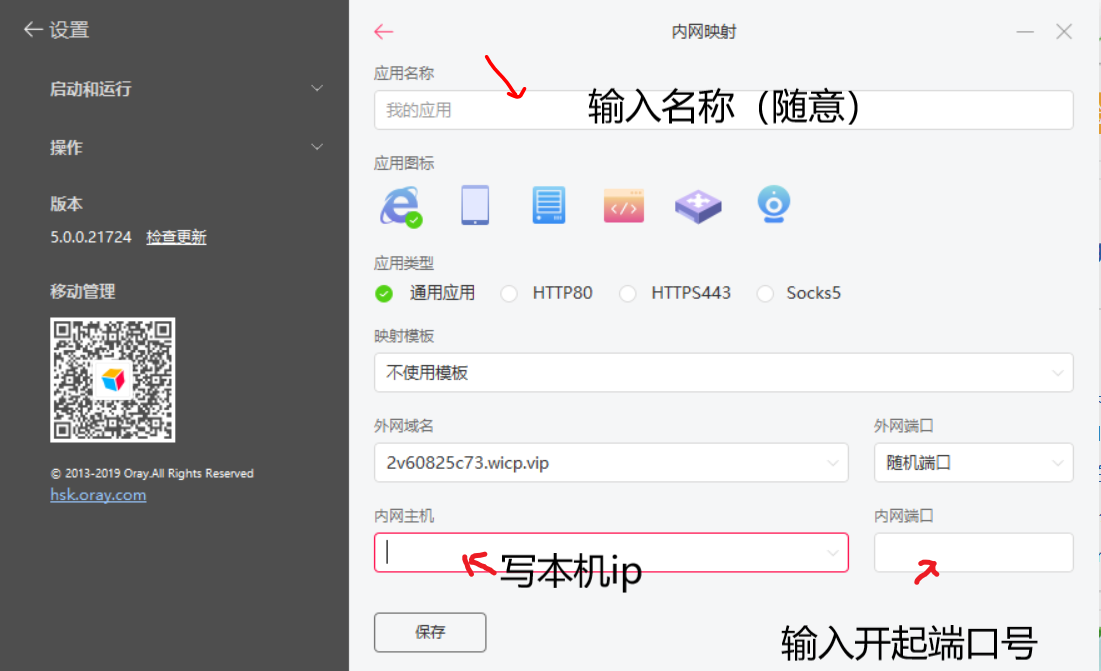 设置
启动和运行
操作
版本
5.0.0.21724 检查更新
移动管理
© 2013-2019 Oray.All Rights Reserved
hsk.oray.com
内网映射
应用名称
我的应用
输入名称（随意）
应用图标
应用类型
通用应用 HTTP80 HTTPS443 Socks5
映射模板
不使用模板
外网域名 外网端口
2v60825c73.wicp.vip 随机端口
内网主机 内网端口
写本机ip
保存
输入开起端口号